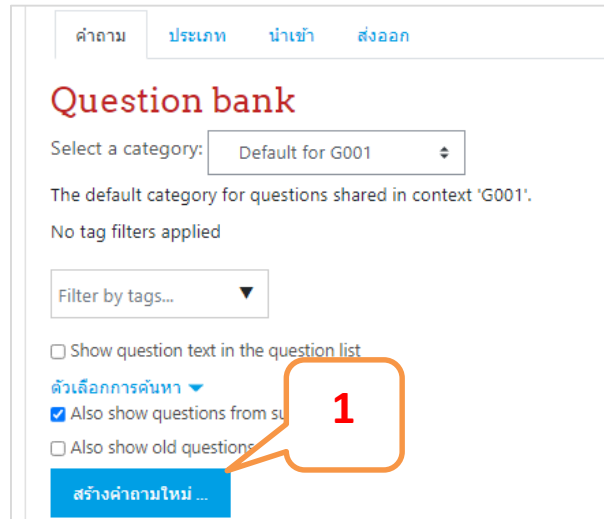 คำถาม ประเภท นำเข้า ส่งออก
Question bank
Select a category: Default for G001
The default category for questions shared in context 'G001'.
No tag filters applied
Filter by tags... ▼
Show question text in the question list
ตัวเลือกการค้นหา
Also show questions from su
1
Also show old questions
สร้างคำถามใหม่ ...